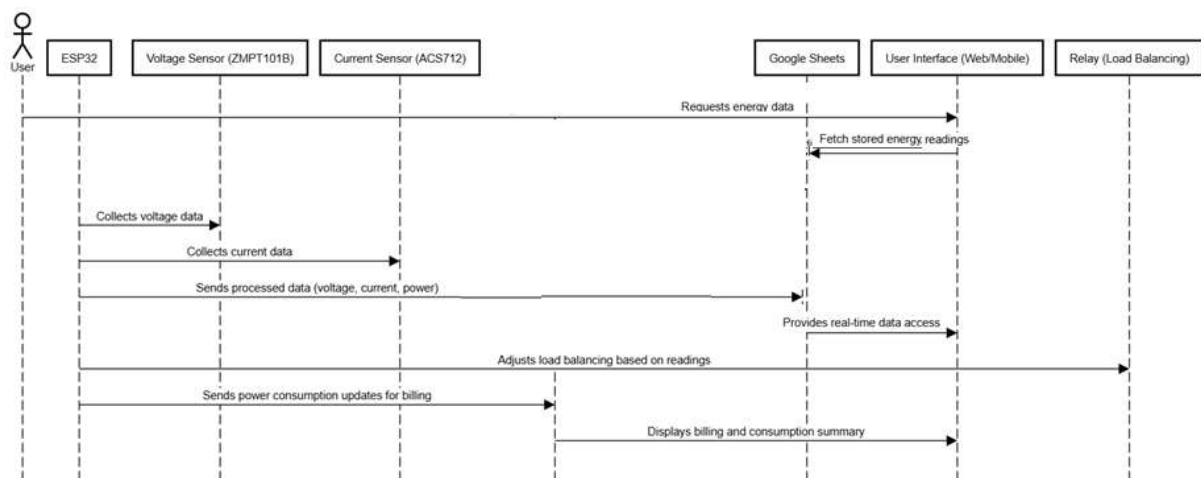 User
ESP32
Voltage Sensor (ZMPT101B)
Current Sensor (ACS712)
Google Sheets
User Interface (Web/Mobile)
Relay (Load Balancing)
Requests energy data
Fetch stored energy readings
Collects voltage data
Collects current data
Sends processed data (voltage, current, power)
Provides real-time data access
Adjusts load balancing based on readings
Sends power consumption updates for billing
Displays billing and consumption summary